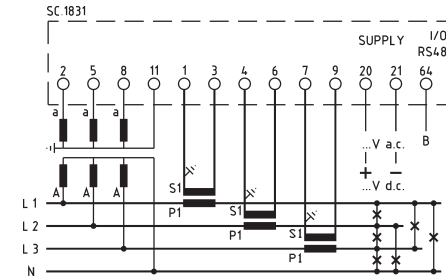 SC.1831
SUPPLY I/O
RS48
2 5 8 11 1 3 4 6 7 9 20 21 64
a a a
...V a.c. B
+ −
...V d.c.
A A A S1
L 1 P1 S1
L 2 P1 S1
L 3 P1
N